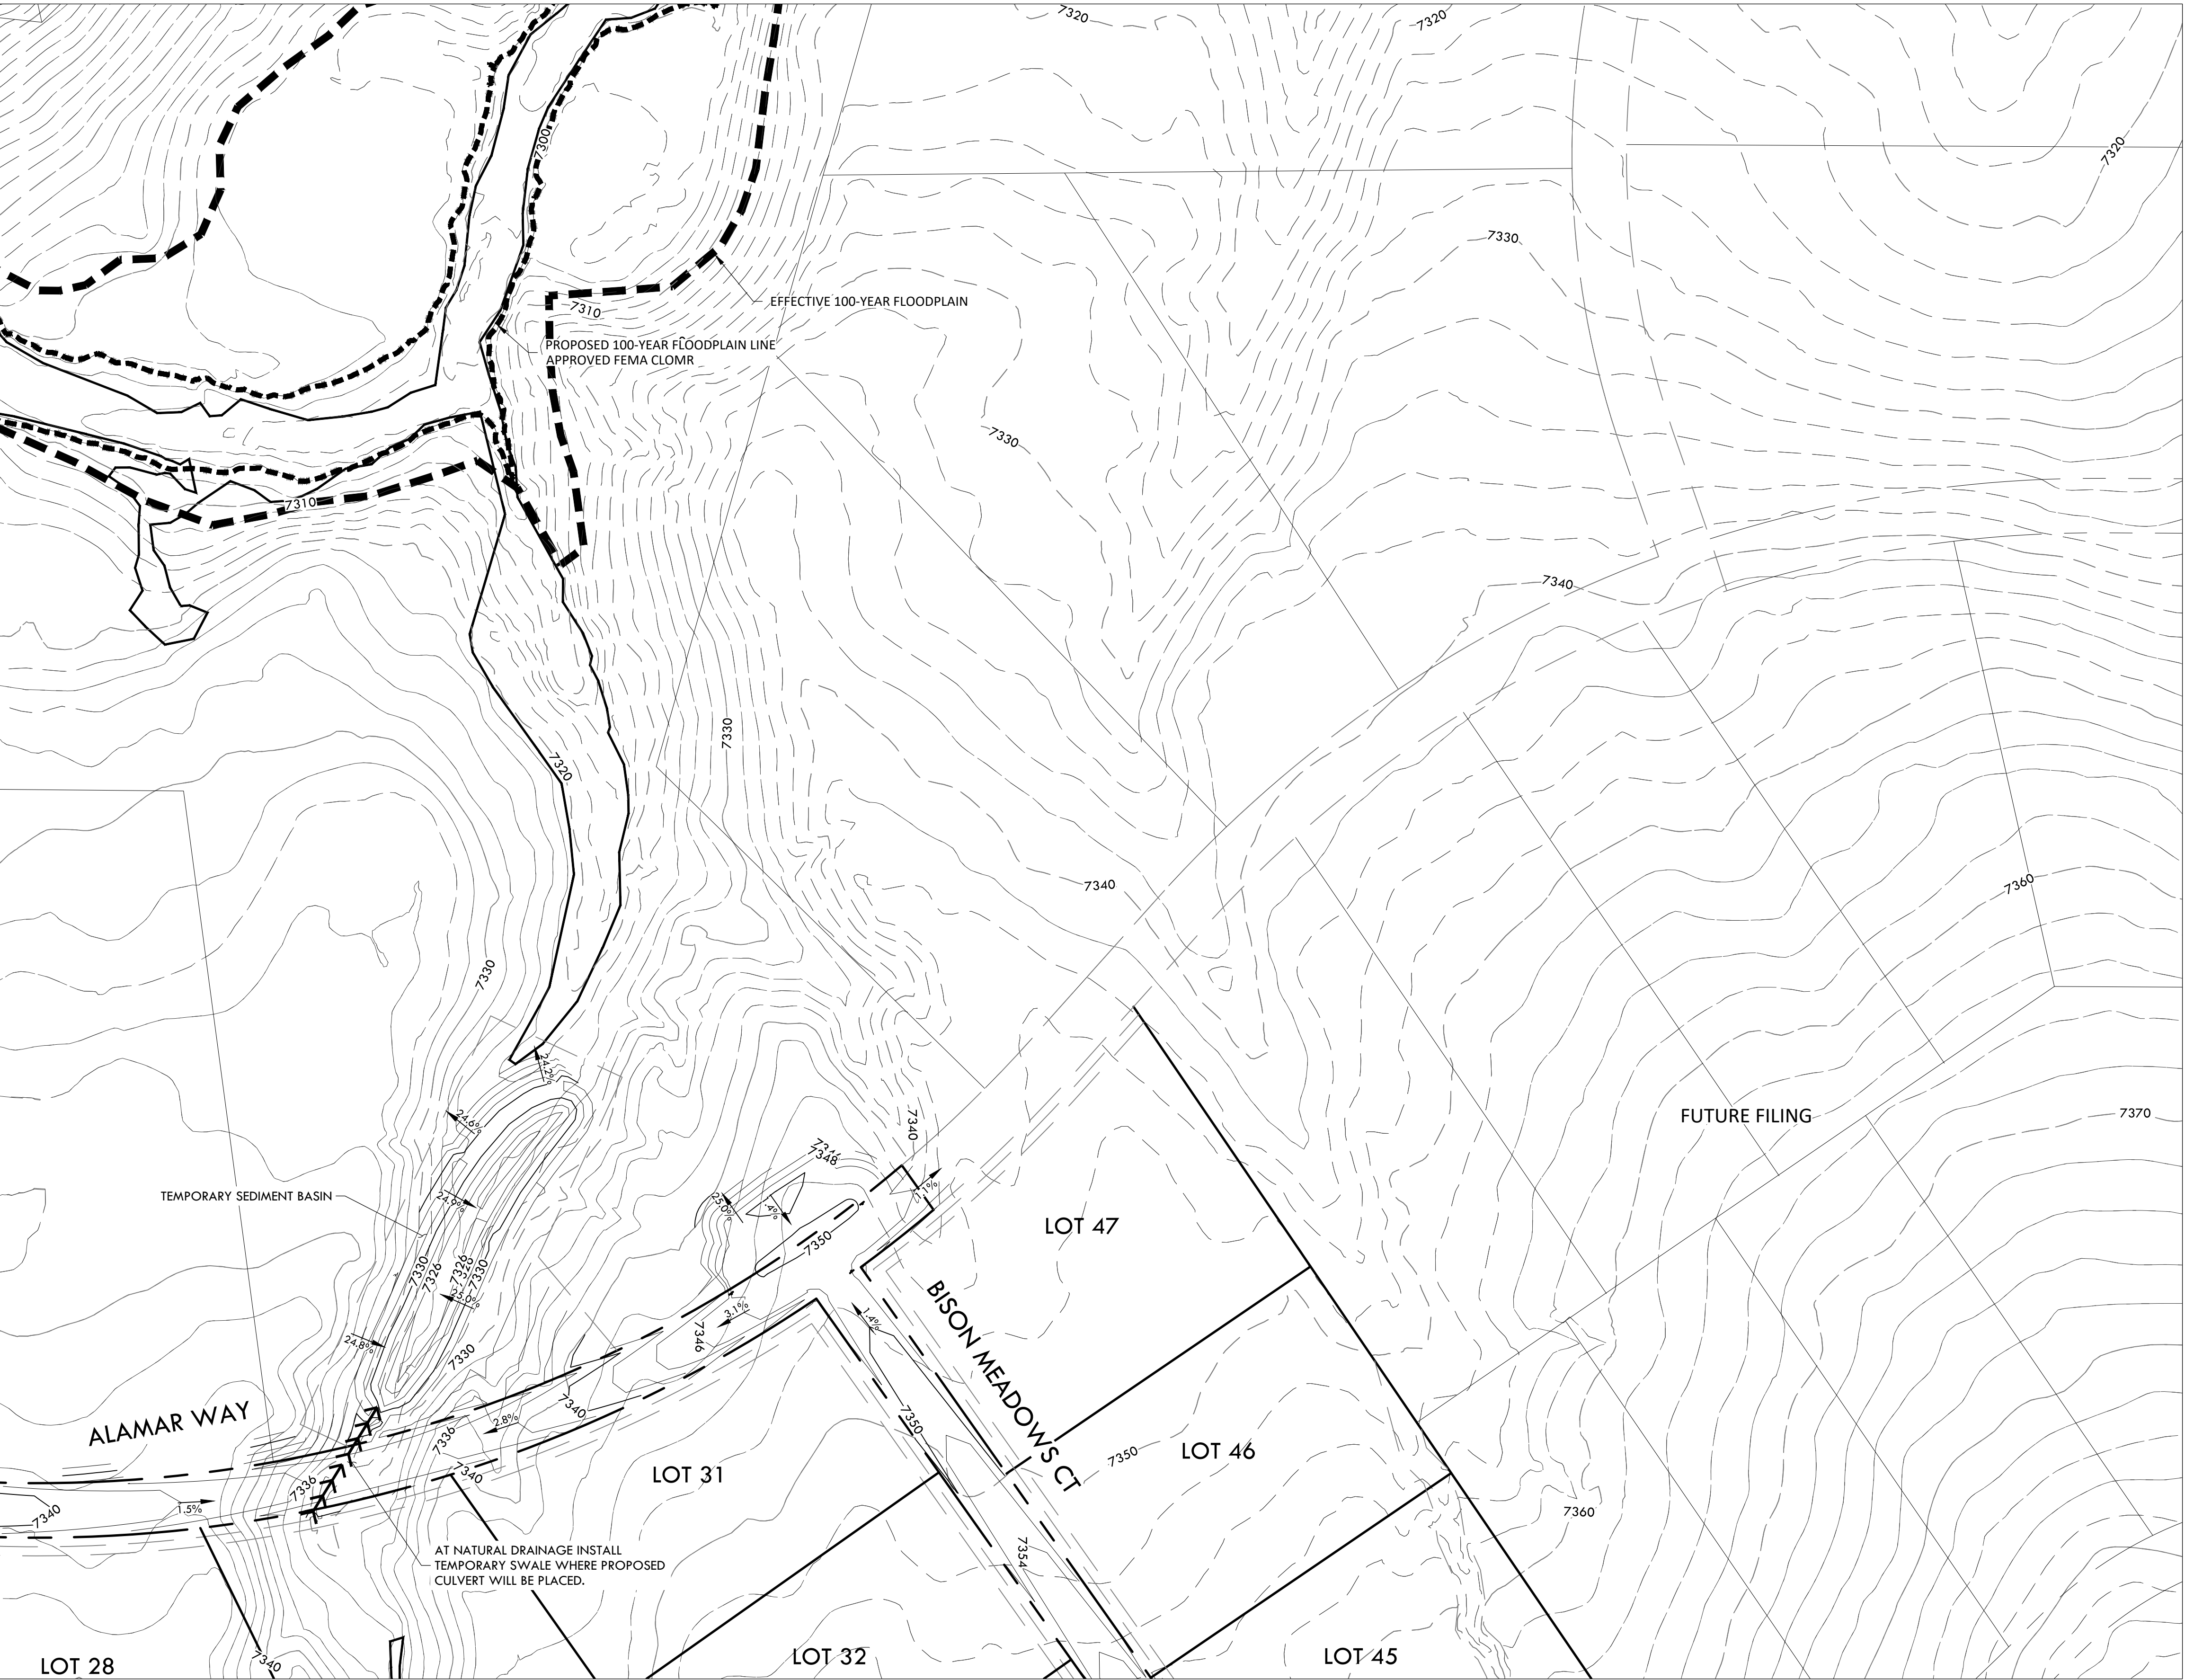 7320
7320
7300
7320
7330
EFFECTIVE 100-YEAR FLOODPLAIN
7310
PROPOSED 100-YEAR FLOODPLAIN LINE
APPROVED FEMA CLOMR
7330
7310
7340
7330
7320
7340
7360
7330
24.2%
FUTURE FILING
7370
24.6%
7340
7348
TEMPORARY SEDIMENT BASIN
24.9%
25.0%
LOT 47
7350
7330
7326
7326
7330
25.0%
BISON MEADOWS CT
3.1%
1.4%
7346
24.8%
7330
ALAMAR WAY
7340
2.8%
7350
7336
7340
LOT 31
7350
LOT 46
7336
1.5%
7340
7360
AT NATURAL DRAINAGE INSTALL
TEMPORARY SWALE WHERE PROPOSED
CULVERT WILL BE PLACED.
7354
LOT 28
7340
LOT 32
LOT 45